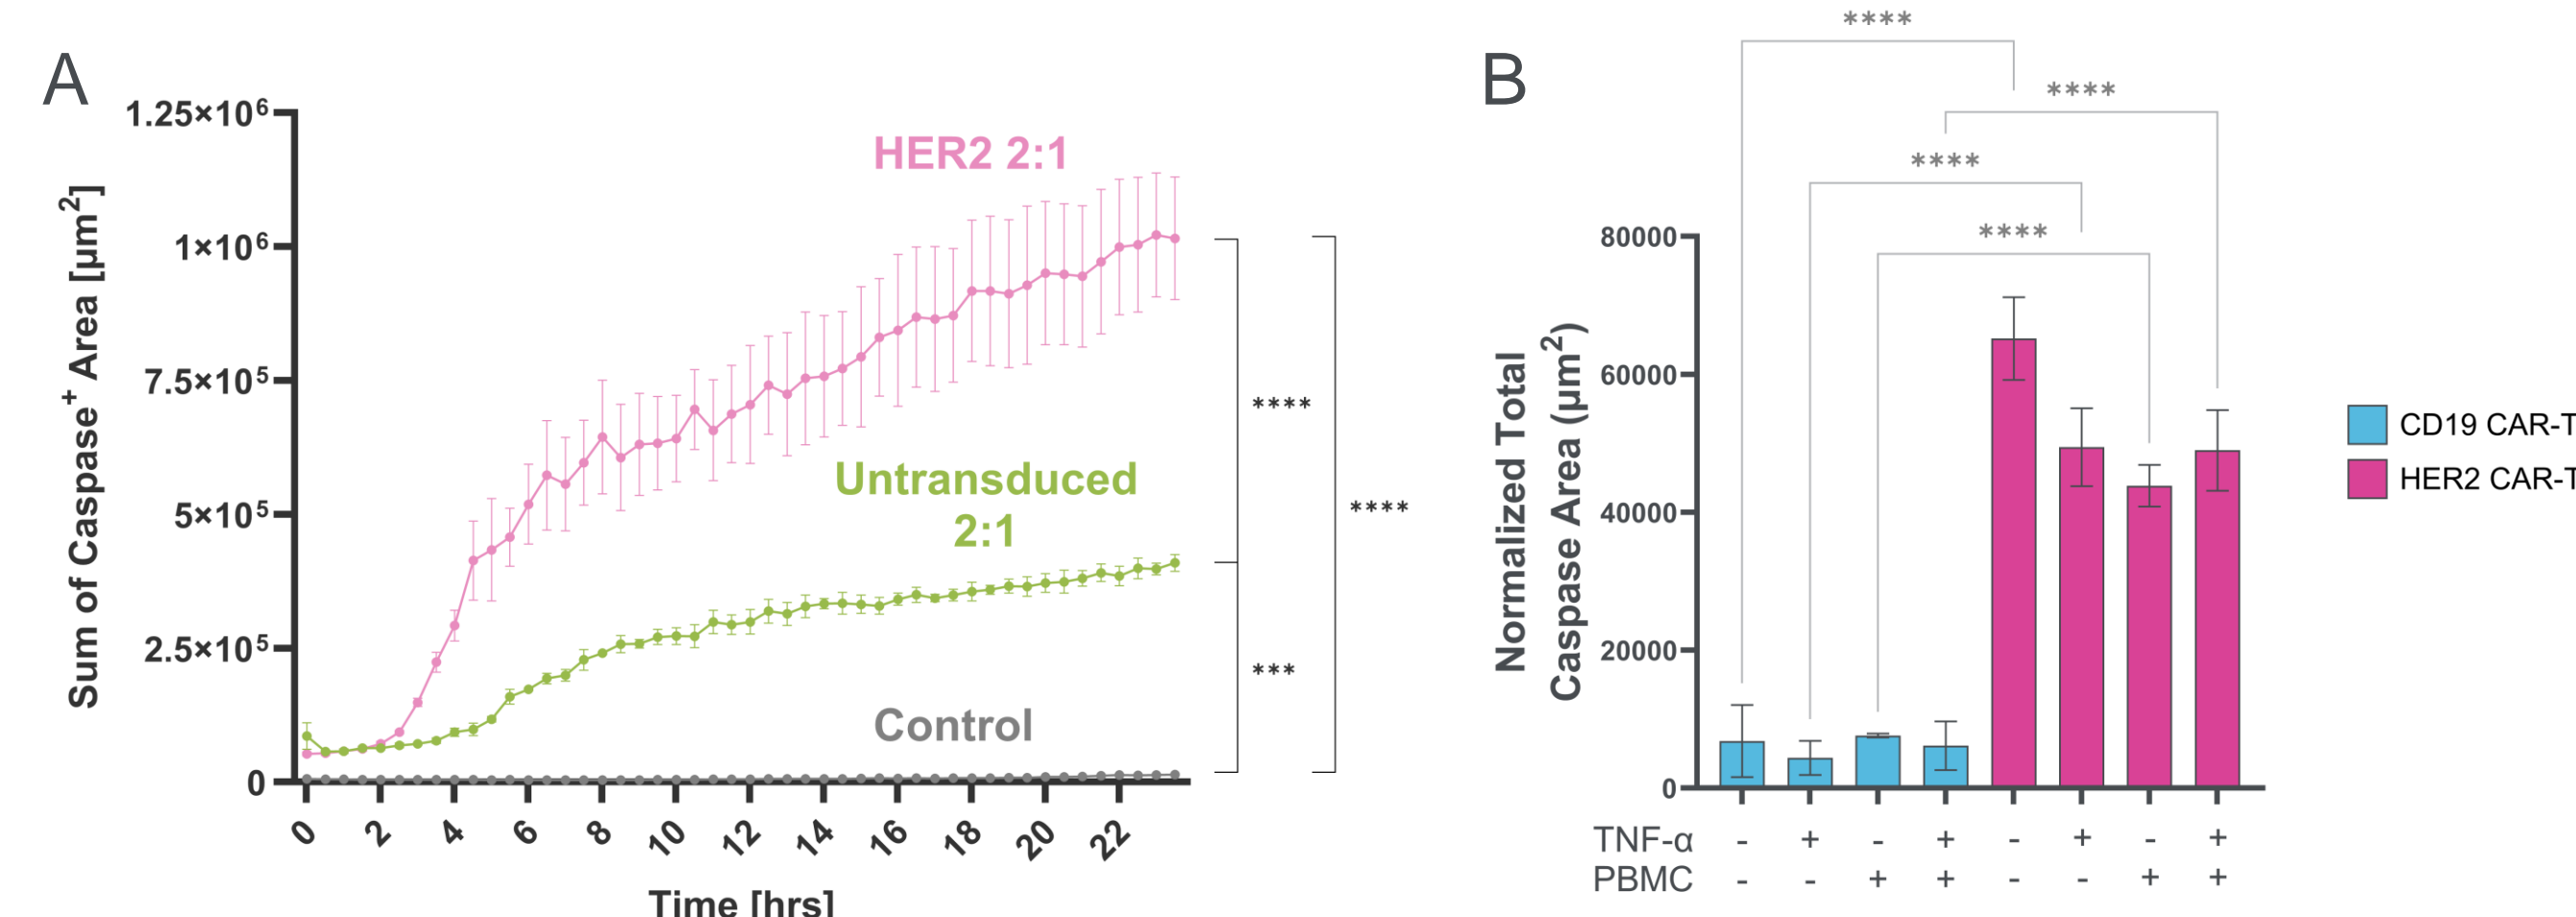 A
1.25×10⁶
1×10⁶
7.5×10⁵
5×10⁵
2.5×10⁵
0
Sum of Caspase⁺ Area [µm²]
HER2 2:1
Untransduced
2:1
Control
****
***
****
0 2 4 6 8 10 12 14 16 18 20 22
Time [hrs]
B
****
****
****
****
80000
60000
40000
20000
0
Normalized Total
Caspase Area (µm²)
CD19 CAR-T
HER2 CAR-T
TNF-α - + - + - + - +
PBMC - - + + - - + +